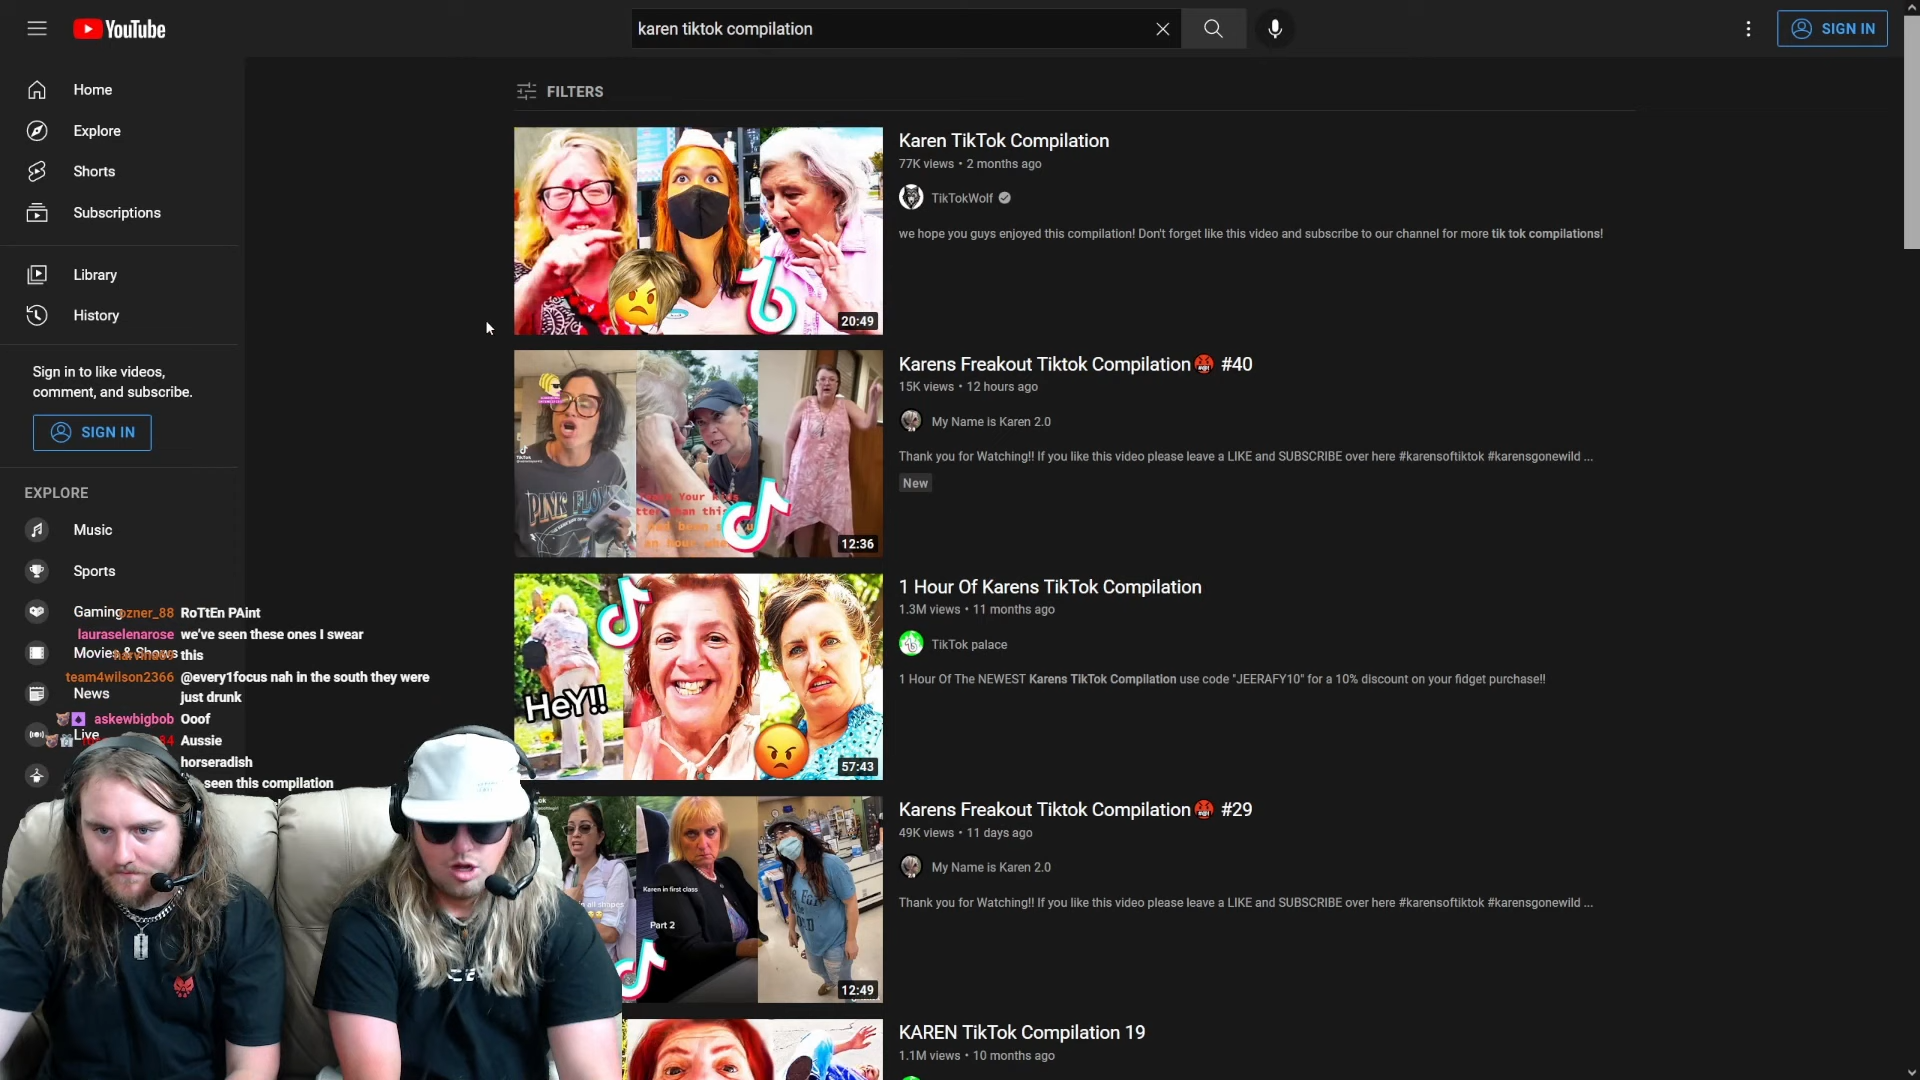 YouTube
karen tiktok compilation
SIGN IN
Home
Explore
Shorts
Subscriptions
Library
History
Sign in to like videos,
comment, and subscribe.
SIGN IN
EXPLORE
Music
Sports
Gaming
Movies & Shows
News
Live
ozner_88 RoTtEn PAint
lauraselenarose we've seen these ones I swear
this
team4wilson2366 @every1focus nah in the south they were
just drunk
askewbigbob Ooof
Aussie
horseradish
seen this compilation
FILTERS
20:49
Karen TikTok Compilation
77K views • 2 months ago
TikTokWolf
we hope you guys enjoyed this compilation! Don't forget like this video and subscribe to our channel for more tik tok compilations!
PINK FLOY
12:36
Karens Freakout Tiktok Compilation #40
15K views • 12 hours ago
My Name is Karen 2.0
Thank you for Watching!! If you like this video please leave a LIKE and SUBSCRIBE over here #karensoftiktok #karensgonewild ...
New
HeY!!
57:43
1 Hour Of Karens TikTok Compilation
1.3M views • 11 months ago
TikTok palace
1 Hour Of The NEWEST Karens TikTok Compilation use code "JEERAFY10" for a 10% discount on your fidget purchase!!
Karen in first class
Part 2
12:49
Karens Freakout Tiktok Compilation #29
49K views • 11 days ago
My Name is Karen 2.0
Thank you for Watching!! If you like this video please leave a LIKE and SUBSCRIBE over here #karensoftiktok #karensgonewild ...
KAREN TikTok Compilation 19
1.1M views • 10 months ago